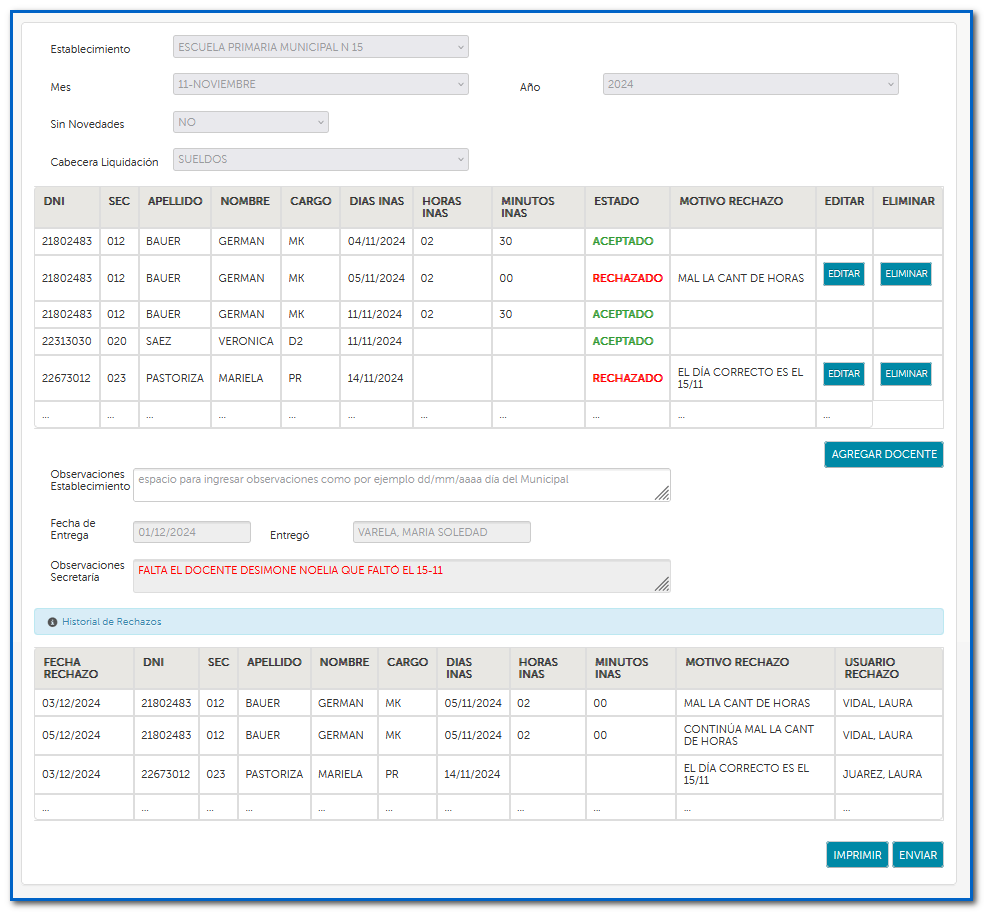 Establecimiento ESCUELA PRIMARIA MUNICIPAL N 15
Mes 11-NOVIEMBRE Año 2024
Sin Novedades NO
Cabecera Liquidación SUELDOS
DNI SEC APELLIDO NOMBRE CARGO DIAS INAS HORAS INAS MINUTOS INAS ESTADO MOTIVO RECHAZO EDITAR ELIMINAR
21802483 012 BAUER GERMAN MK 04/11/2024 02 30 ACEPTADO
21802483 012 BAUER GERMAN MK 05/11/2024 02 00 RECHAZADO MAL LA CANT DE HORAS EDITAR ELIMINAR
21802483 012 BAUER GERMAN MK 11/11/2024 02 30 ACEPTADO
22313030 020 SAEZ VERONICA D2 11/11/2024 ACEPTADO
22673012 023 PASTORIZA MARIELA PR 14/11/2024 RECHAZADO EL DÍA CORRECTO ES EL 15/11 EDITAR ELIMINAR
... ... ... ... ... ... ... ... ... ... ...
AGREGAR DOCENTE
Observaciones Establecimiento espacio para ingresar observaciones como por ejemplo dd/mm/aaaa día del Municipal
Fecha de Entrega 01/12/2024 Entregó VARELA, MARIA SOLEDAD
Observaciones Secretaría FALTA EL DOCENTE DESIMONE NOELIA QUE FALTÓ EL 15-11
Historial de Rechazos
FECHA RECHAZO DNI SEC APELLIDO NOMBRE CARGO DIAS INAS HORAS INAS MINUTOS INAS MOTIVO RECHAZO USUARIO RECHAZO
03/12/2024 21802483 012 BAUER GERMAN MK 05/11/2024 02 00 MAL LA CANT DE HORAS VIDAL, LAURA
05/12/2024 21802483 012 BAUER GERMAN MK 05/11/2024 02 00 CONTINÚA MAL LA CANT DE HORAS VIDAL, LAURA
03/12/2024 22673012 023 PASTORIZA MARIELA PR 14/11/2024 EL DÍA CORRECTO ES EL 15/11 JUAREZ, LAURA
... ... ... ... ... ... ... ... ... ... ...
IMPRIMIR ENVIAR